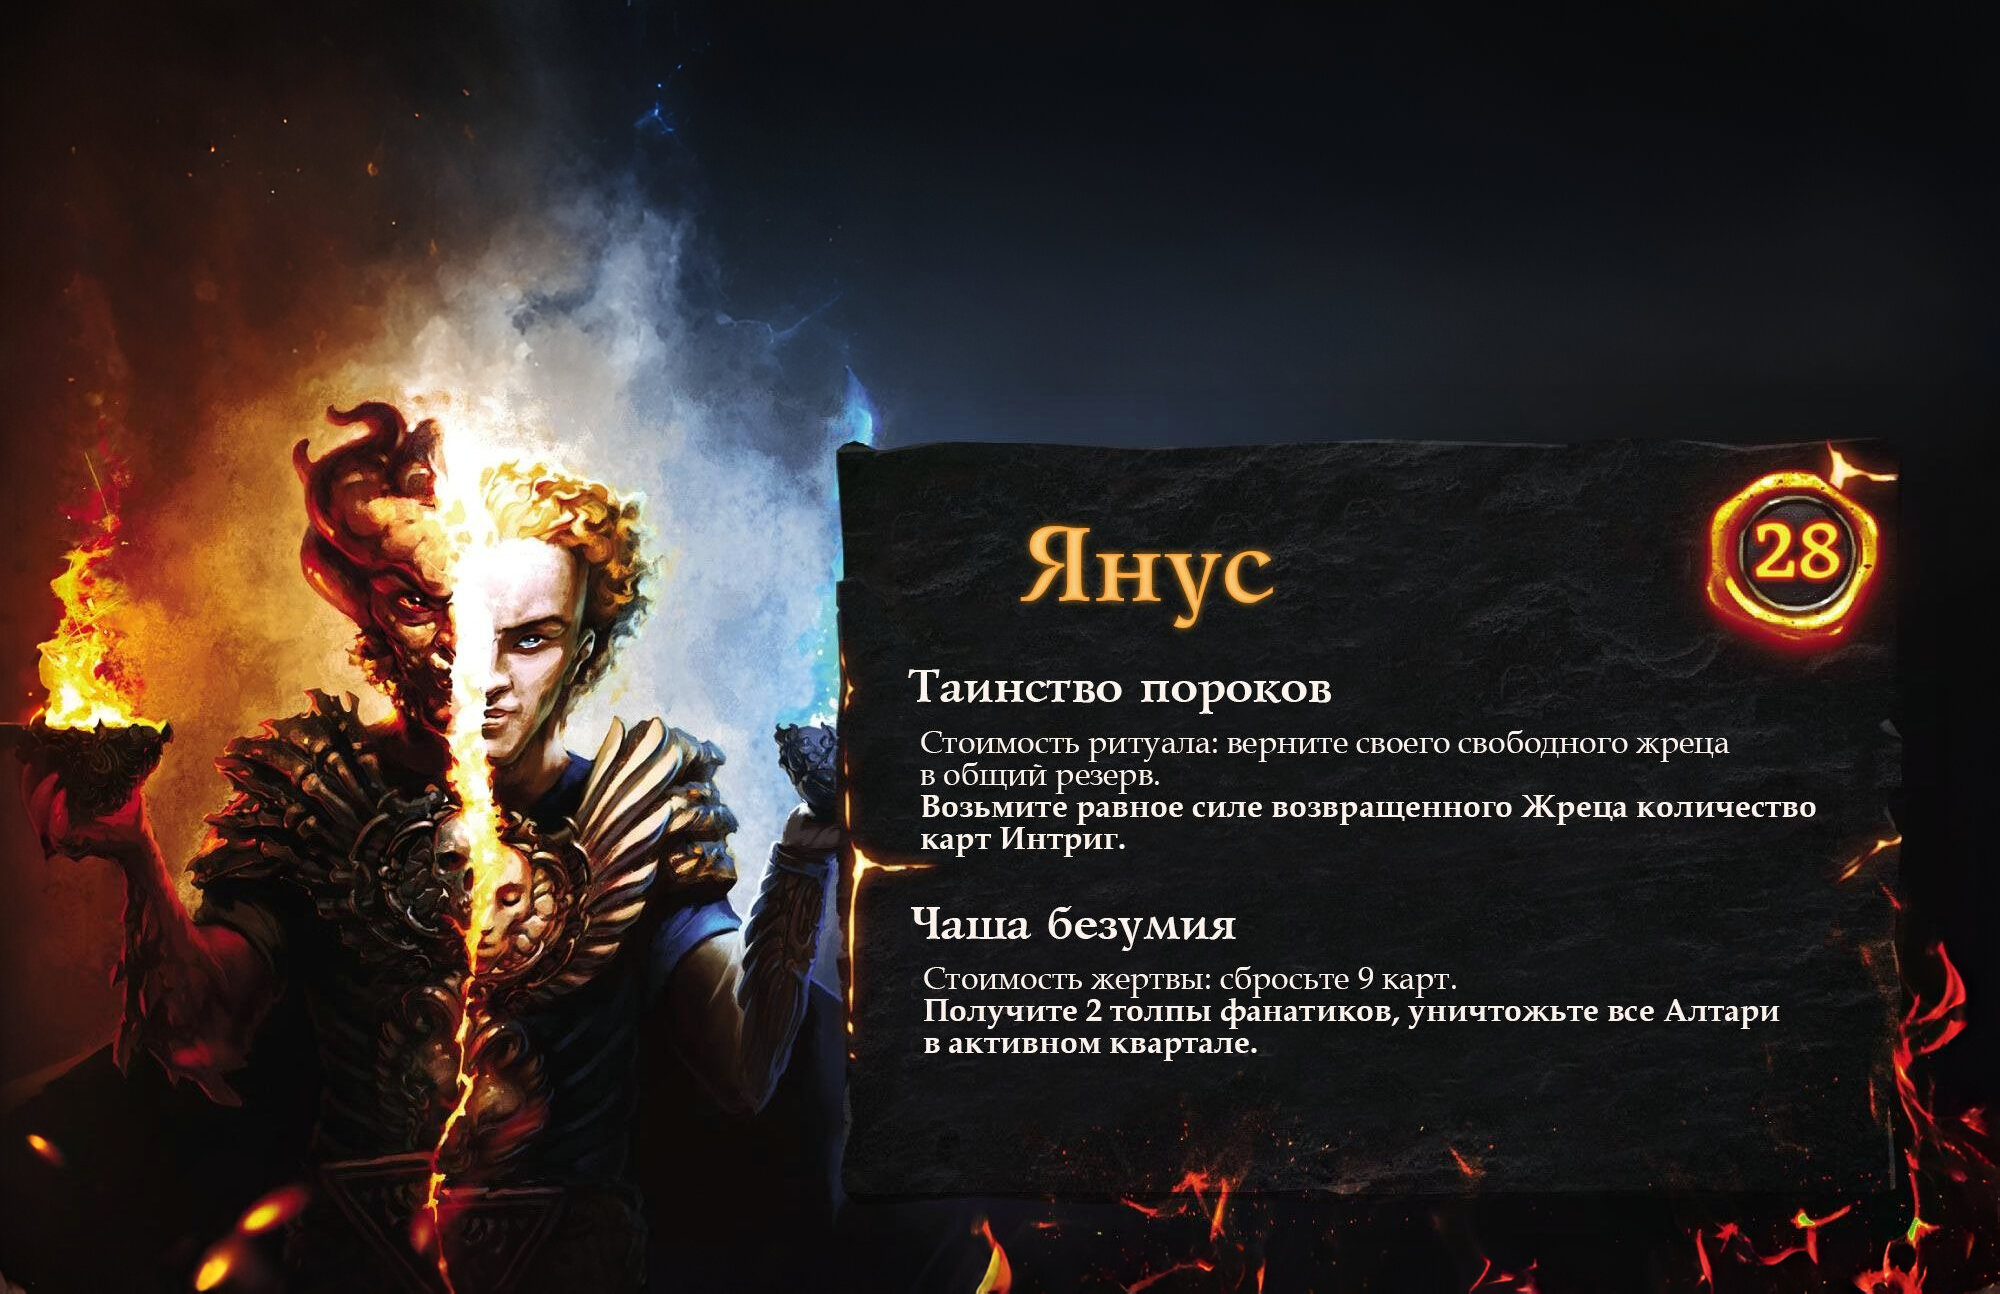 Янус
28
Таинство пороков
Стоимость ритуала: верните своего свободного жреца
в общий резерв.
Возьмите равное силе возвращенного Жреца количество
карт Интриг.
Чаша безумия
Стоимость жертвы: сбросьте 9 карт.
Получите 2 толпы фанатиков, уничтожьте все Алтари
в активном квартале.